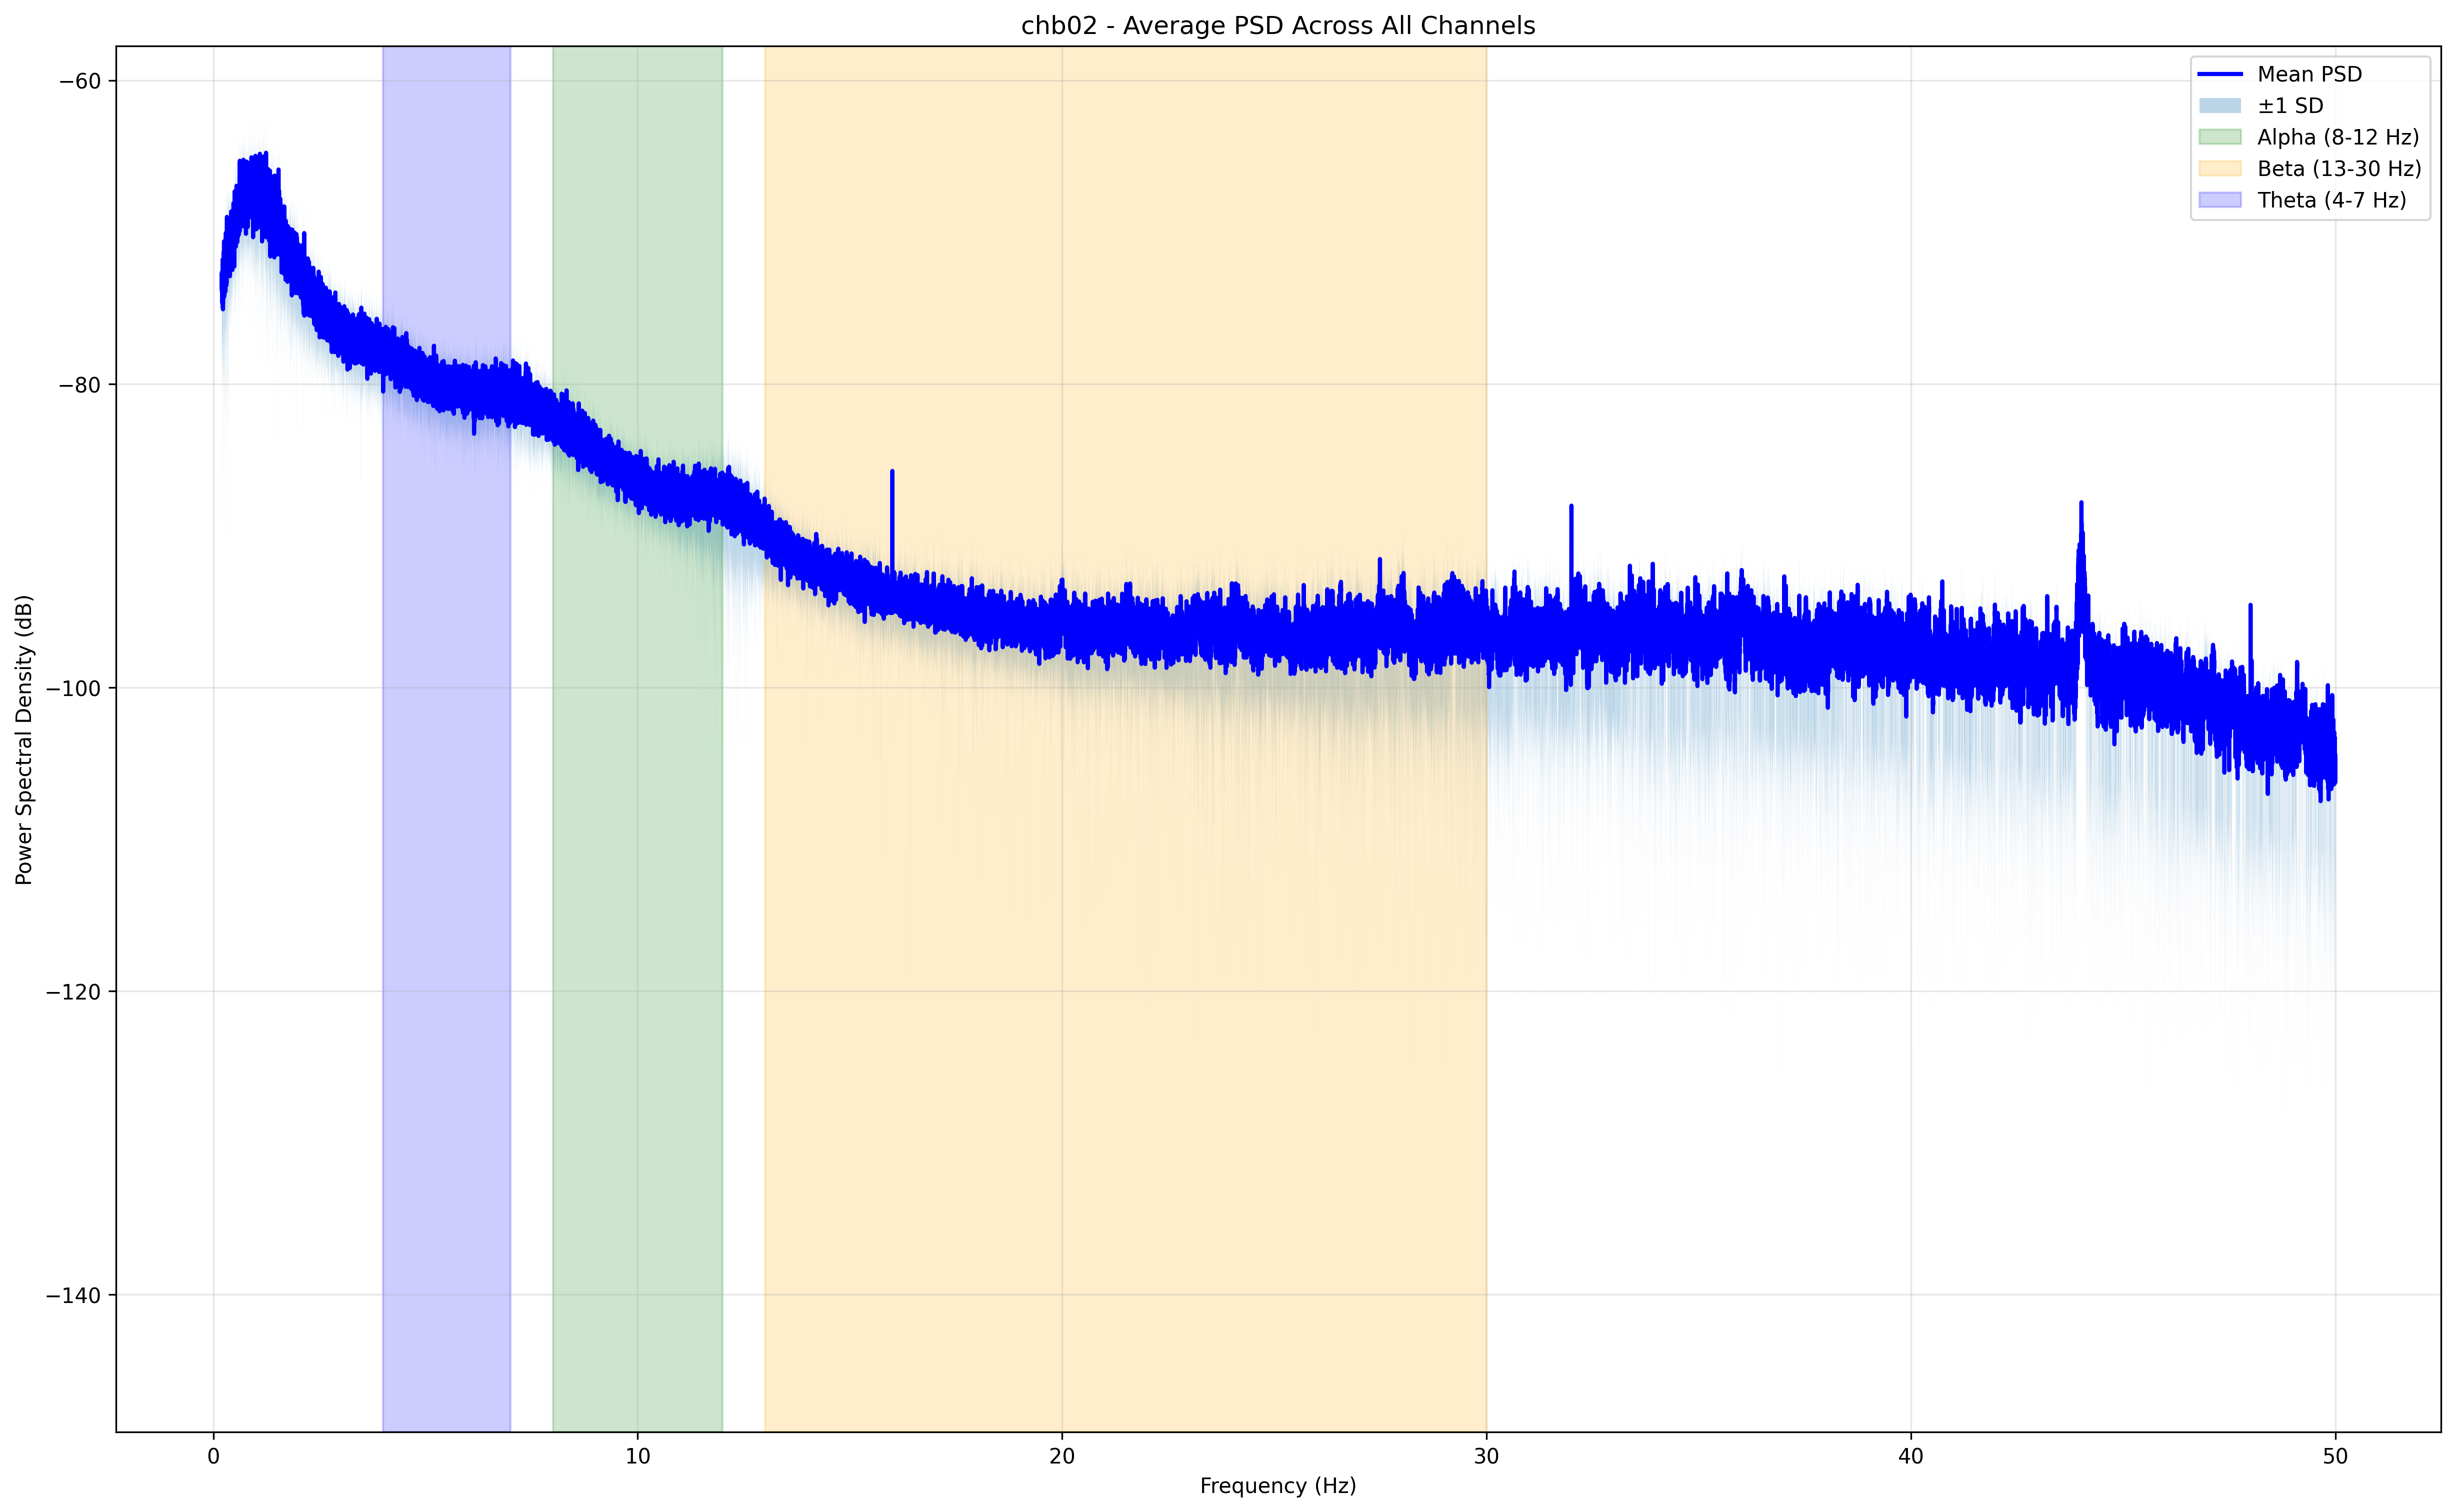 chb02 - Average PSD Across All Channels
Mean PSD
±1 SD
Alpha (8-12 Hz)
Beta (13-30 Hz)
Theta (4-7 Hz)
Power Spectral Density (dB)
−60
−80
−100
−120
−140
0 10 20 30 40 50
Frequency (Hz)